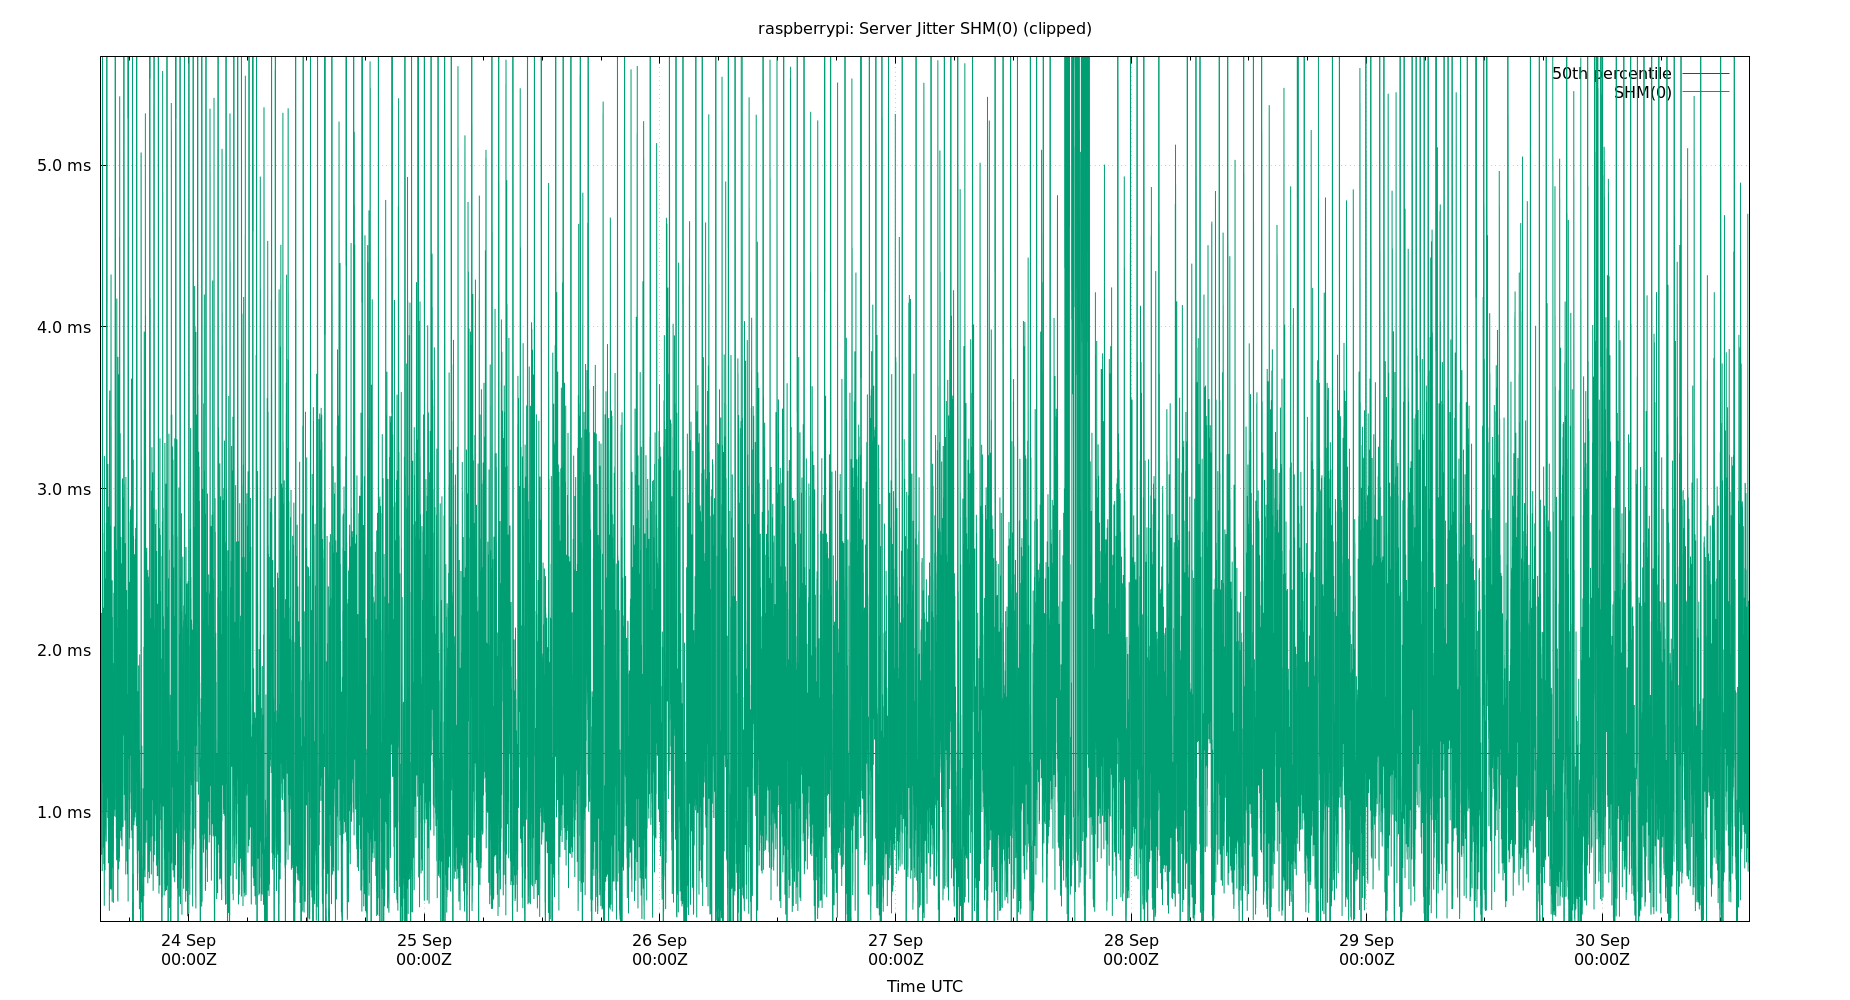 raspberrypi: Server Jitter SHM(0) (clipped)
50th percentile
SHM(0)
5.0 ms
4.0 ms
3.0 ms
2.0 ms
1.0 ms
24 Sep 25 Sep 26 Sep 27 Sep 28 Sep 29 Sep 30 Sep
00:00Z 00:00Z 00:00Z 00:00Z 00:00Z 00:00Z 00:00Z
Time UTC